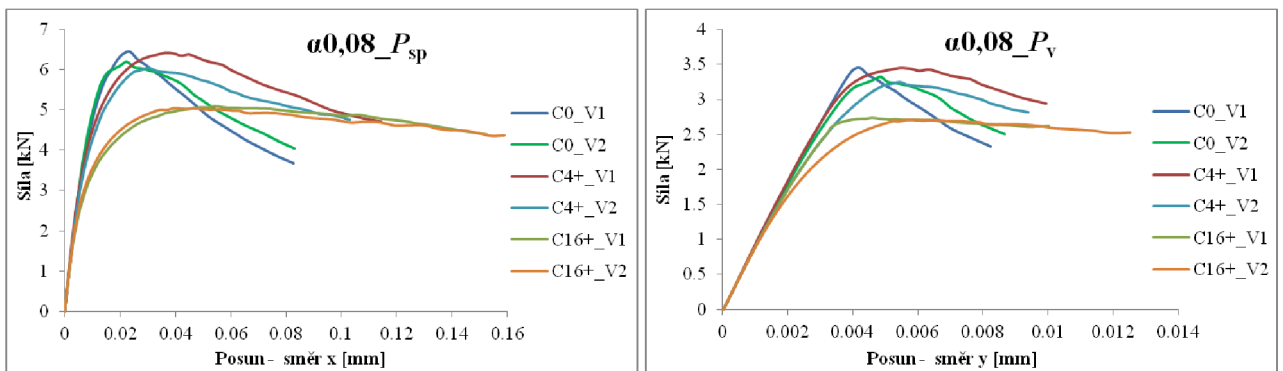 α0,08_Psp
Síla [kN]
7
6
5
4
3
2
1
0
0 0.02 0.04 0.06 0.08 0.1 0.12 0.14 0.16
Posun - směr x [mm]
C0_V1
C0_V2
C4+_V1
C4+_V2
C16+_V1
C16+_V2
α0,08_Pv
Síla [kN]
4
3.5
3
2.5
2
1.5
1
0.5
0
0 0.002 0.004 0.006 0.008 0.01 0.012 0.014
Posun - směr y [mm]
C0_V1
C0_V2
C4+_V1
C4+_V2
C16+_V1
C16+_V2